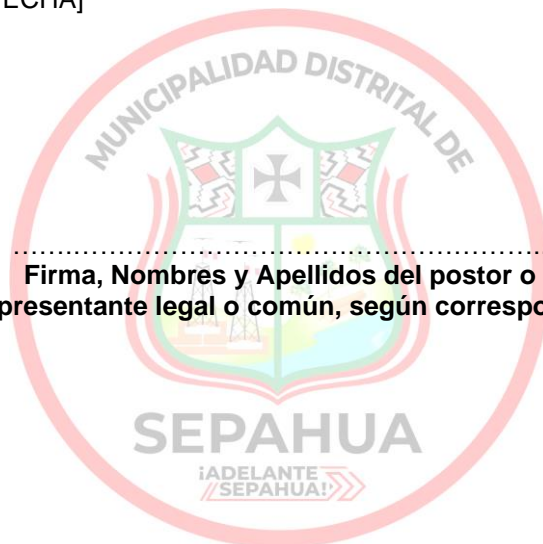 ECHA]
MUNICIPALIDAD DISTRITAL DE
……………………………………………………
Firma, Nombres y Apellidos del postor o
presentante legal o común, según correspo
SEPAHUA
¡ADELANTE
SEPAHUA!